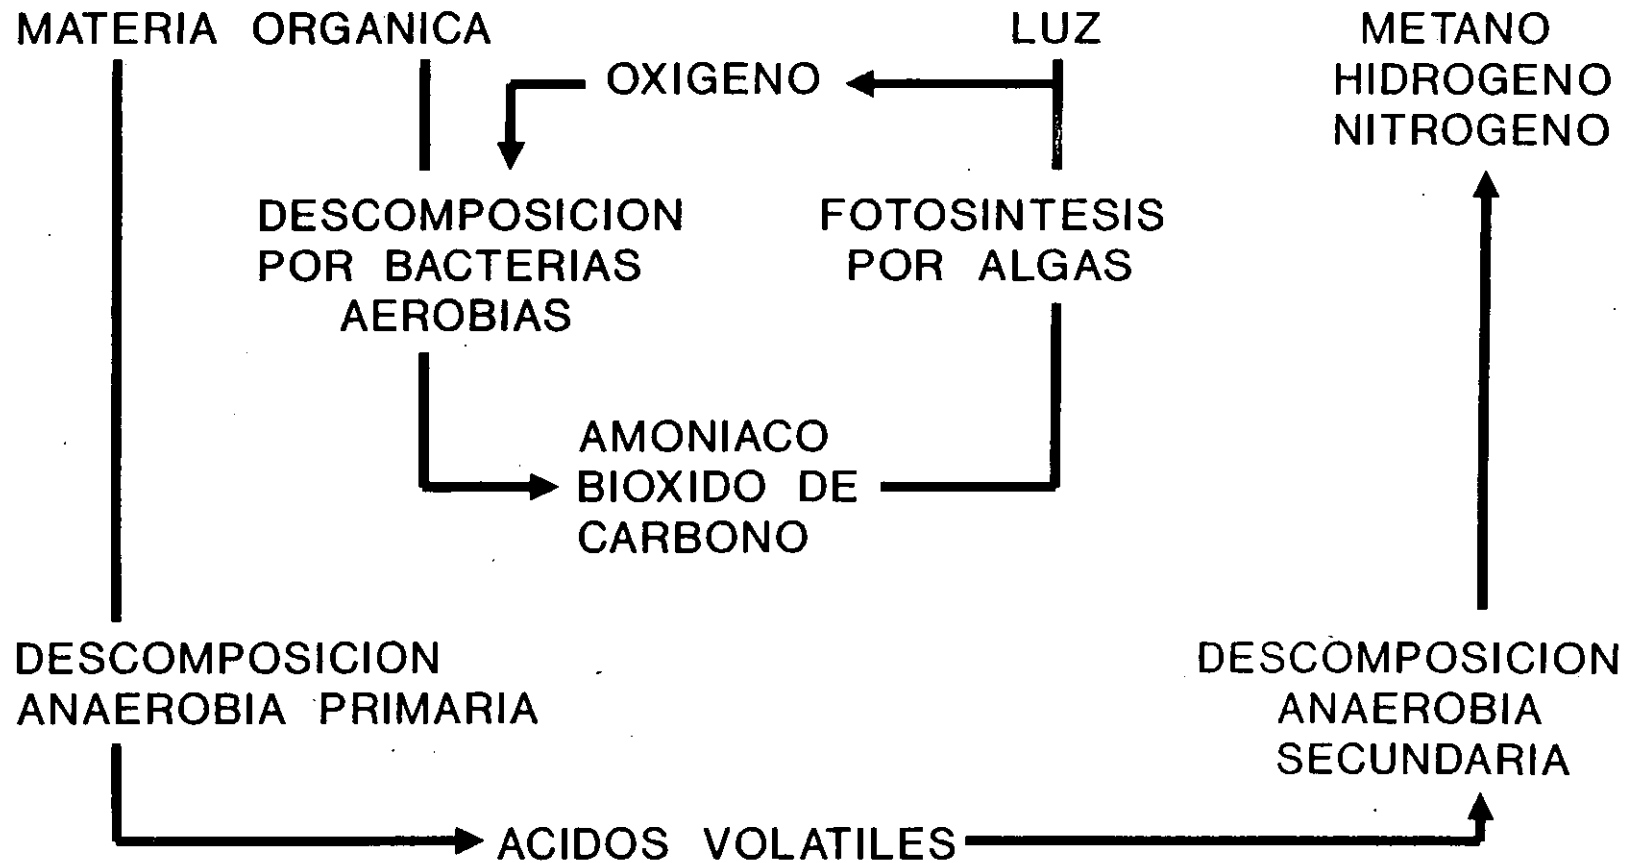 MATERIA ORGANICA
LUZ
METANO
HIDROGENO
NITROGENO
OXIGENO
DESCOMPOSICION
POR BACTERIAS
AEROBIAS
FOTOSINTESIS
POR ALGAS
AMONIACO
BIOXIDO DE
CARBONO
DESCOMPOSICION
ANAEROBIA PRIMARIA
DESCOMPOSICION
ANAEROBIA
SECUNDARIA
ACIDOS VOLATILES